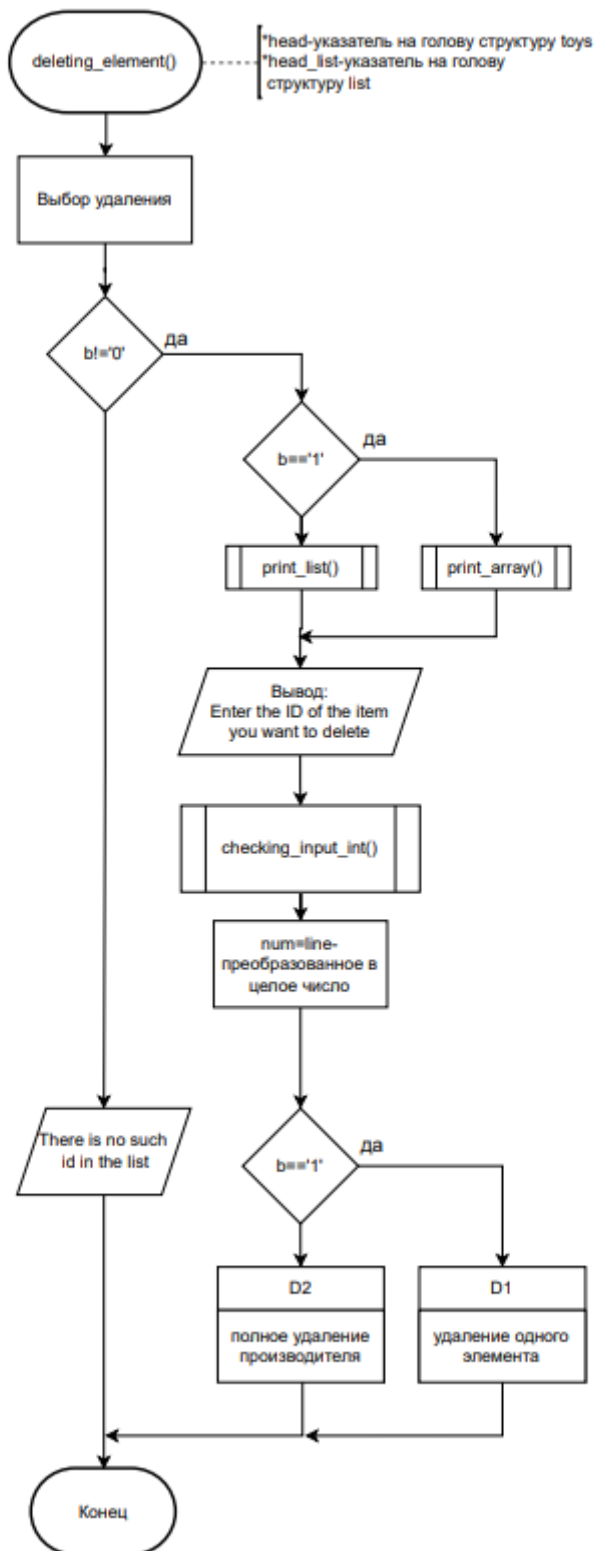 deleting_element()
*head-указатель на голову структуру toys
*head_list-указатель на голову
структуру list
Выбор удаления
b!='0'
да
b=='1'
да
print_list()
print_array()
Вывод:
Enter the ID of the item
you want to delete
checking_input_int()
num=line-
преобразованное в
целое число
There is no such
id in the list
b=='1'
да
D2
полное удаление
производителя
D1
удаление одного
элемента
Конец